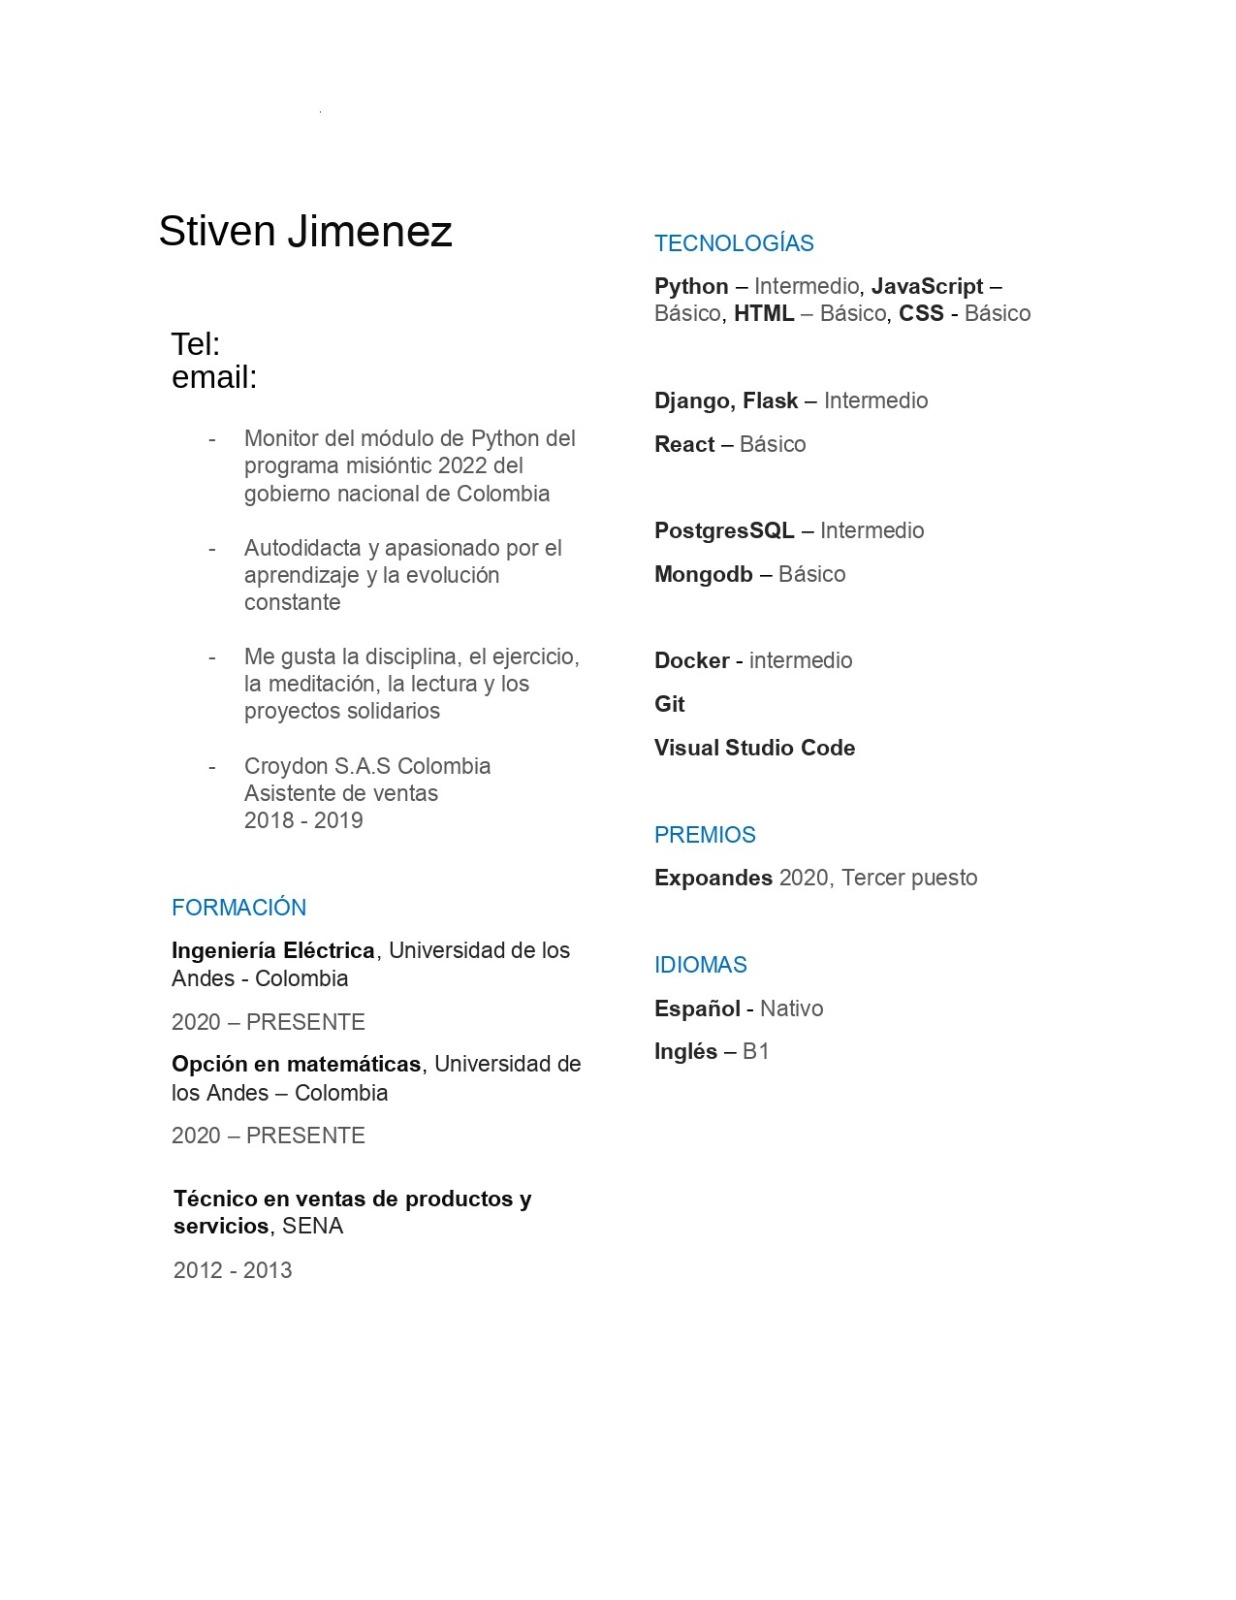 Stiven Jimenez
Tel:
email:
- Monitor del módulo de Python del
programa misióntic 2022 del
gobierno nacional de Colombia
- Autodidacta y apasionado por el
aprendizaje y la evolución
constante
- Me gusta la disciplina, el ejercicio,
la meditación, la lectura y los
proyectos solidarios
- Croydon S.A.S Colombia
Asistente de ventas
2018 - 2019
FORMACIÓN
Ingeniería Eléctrica, Universidad de los
Andes - Colombia
2020 – PRESENTE
Opción en matemáticas, Universidad de
los Andes – Colombia
2020 – PRESENTE
Técnico en ventas de productos y
servicios, SENA
2012 - 2013
TECNOLOGÍAS
Python – Intermedio, JavaScript –
Básico, HTML – Básico, CSS - Básico
Django, Flask – Intermedio
React – Básico
PostgresSQL – Intermedio
Mongodb – Básico
Docker - intermedio
Git
Visual Studio Code
PREMIOS
Expoandes 2020, Tercer puesto
IDIOMAS
Español - Nativo
Inglés – B1